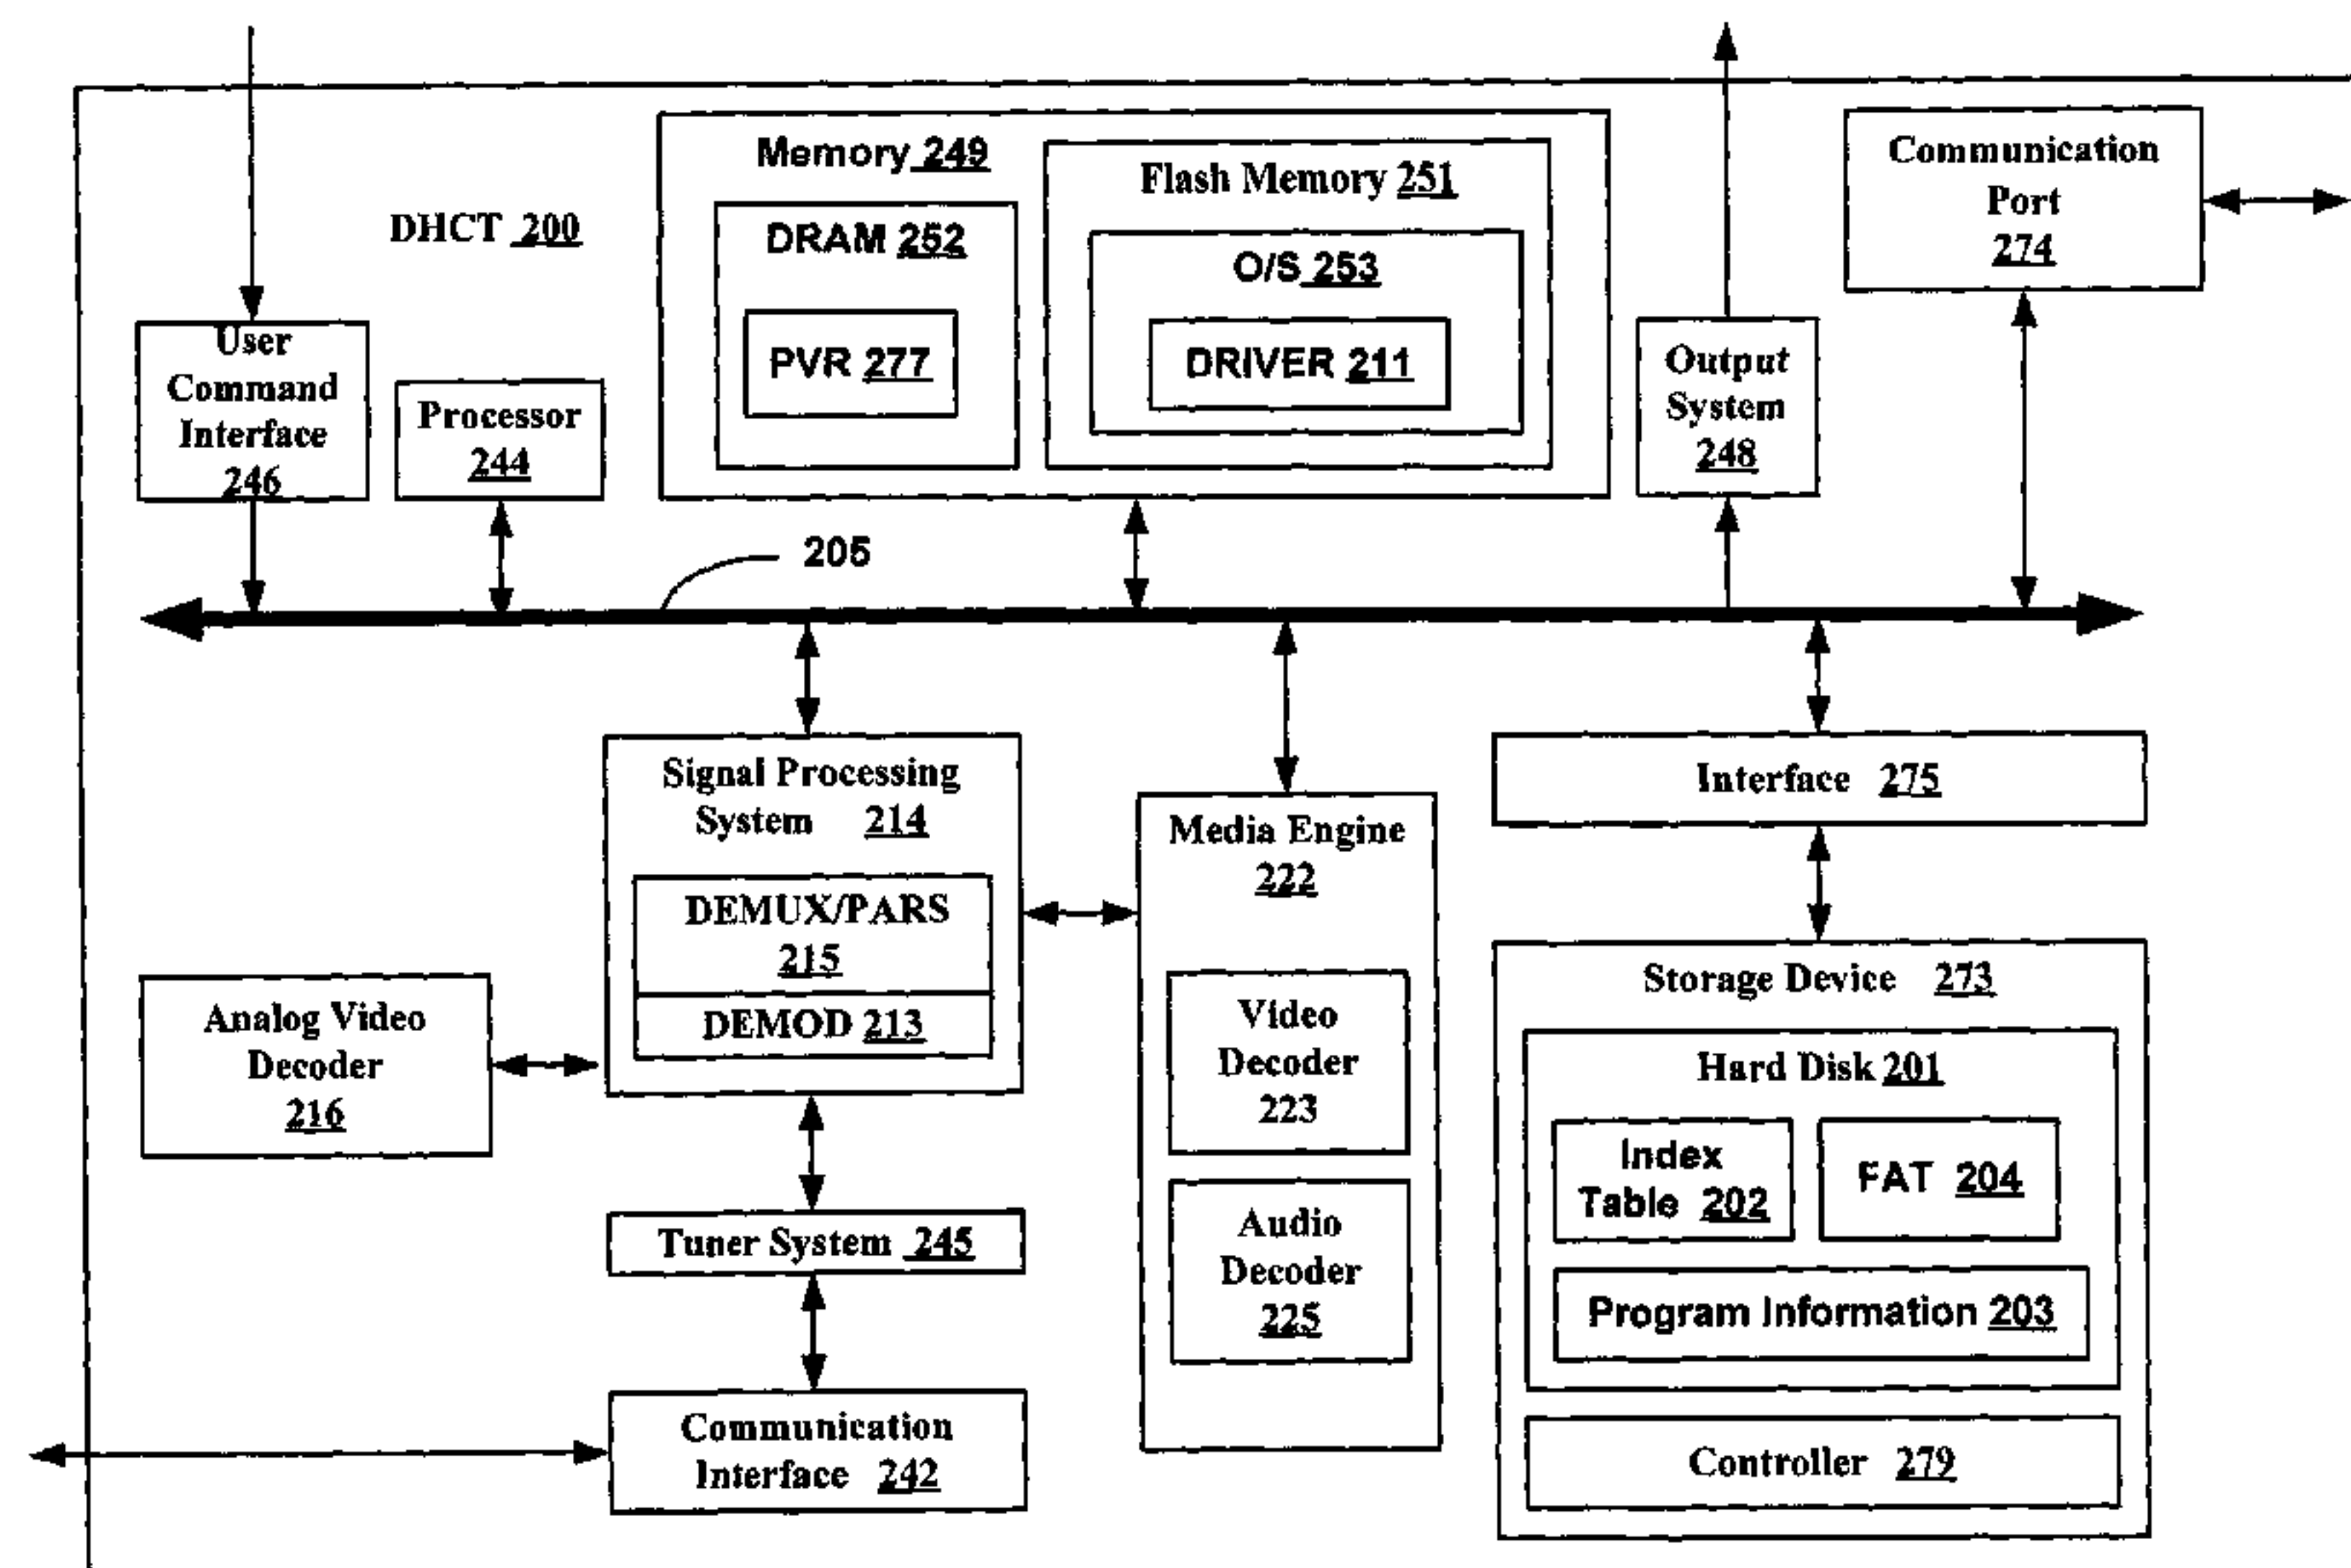 DHCT 200
User
Command
Interface
246
Processor
244
Memory 249
DRAM 252
PVR 277
Flash Memory 251
O/S 253
DRIVER 211
Output
System
248
Communication
Port
274
205
Signal Processing
System 214
DEMUX/PARS
215
DEMOD 213
Analog Video
Decoder
216
Tuner System 245
Communication
Interface 242
Media Engine
222
Video
Decoder
223
Audio
Decoder
225
Interface 275
Storage Device 273
Hard Disk 201
Index
Table 202
FAT 204
Program Information 203
Controller 279